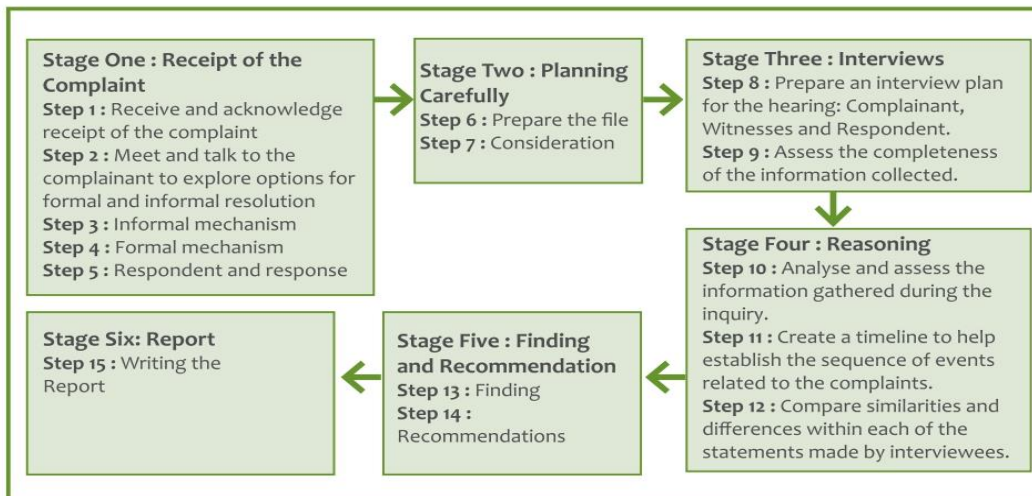 Stage One : Receipt of the
Complaint
Step 1 : Receive and acknowledge
receipt of the complaint
Step 2 : Meet and talk to the
complainant to explore options for
formal and informal resolution
Step 3 : Informal mechanism
Step 4 : Formal mechanism
Step 5 : Respondent and response
Stage Two : Planning
Carefully
Step 6 : Prepare the file
Step 7 : Consideration
Stage Three : Interviews
Step 8 : Prepare an interview plan
for the hearing: Complainant,
Witnesses and Respondent.
Step 9 : Assess the completeness
of the information collected.
Stage Four : Reasoning
Step 10 : Analyse and assess the
information gathered during the
inquiry.
Step 11 : Create a timeline to help
establish the sequence of events
related to the complaints.
Step 12 : Compare similarities and
differences within each of the
statements made by interviewees.
Stage Five : Finding
and Recommendation
Step 13 : Finding
Step 14 :
Recommendations
Stage Six: Report
Step 15 : Writing the
Report